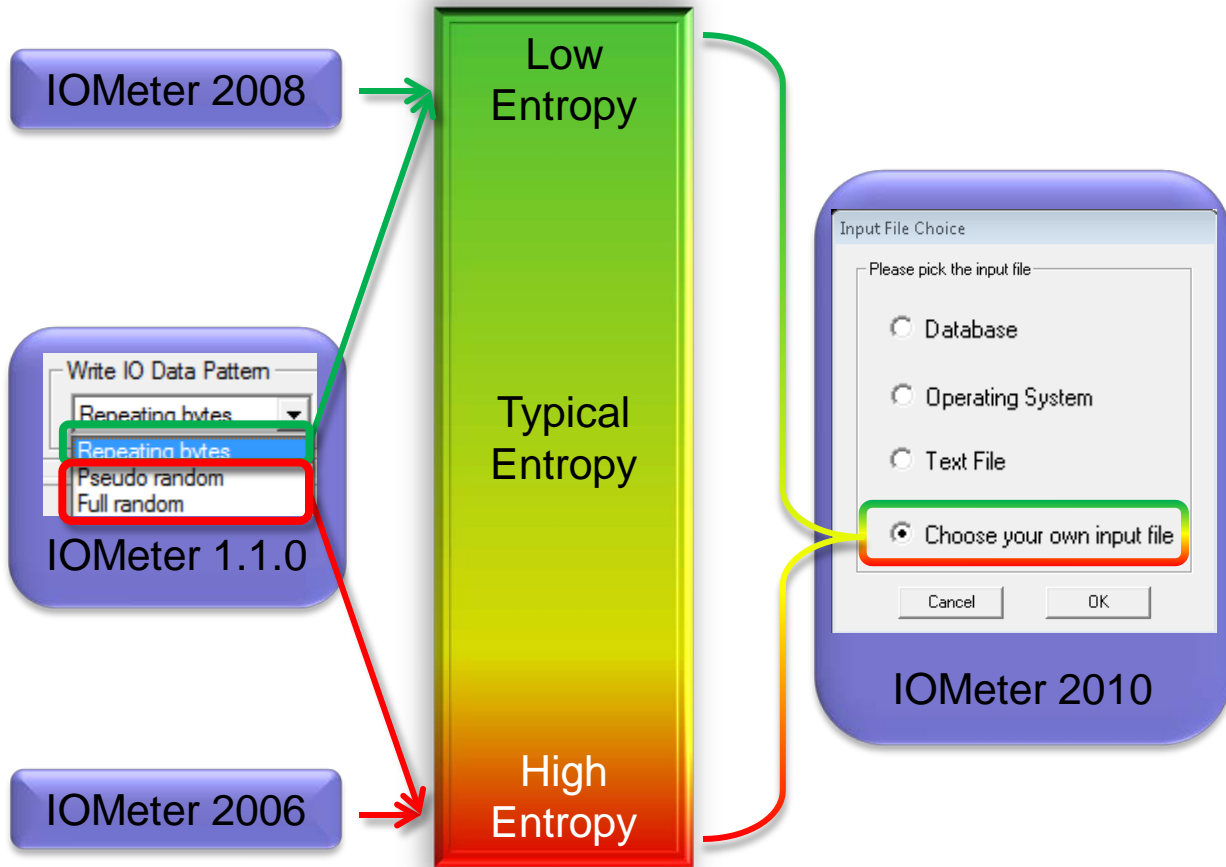 IOMeter 2008
Write IO Data Pattern
Repeating bytes
Repeating bytes
Pseudo random
Full random
IOMeter 1.1.0
IOMeter 2006
Low
Entropy
Typical
Entropy
High
Entropy
Input File Choice
Please pick the input file
Database
Operating System
Text File
Choose your own input file
Cancel
OK
IOMeter 2010